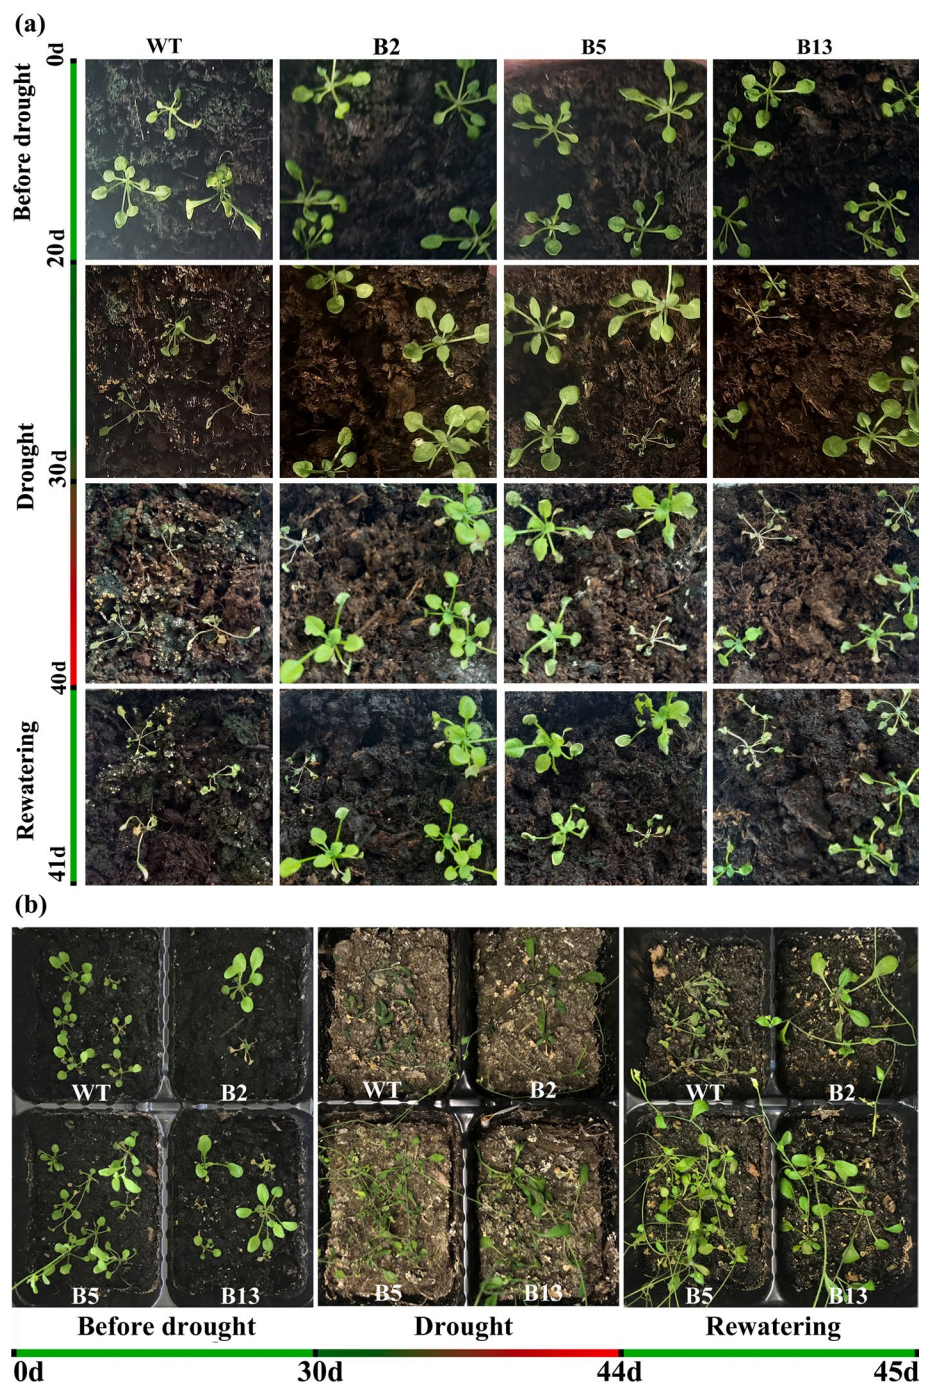 (a)
WT B2 B5 B13
0d
Before drought
20d
Drought
30d
40d
Rewatering
41d
(b)
WT B2
B5 B13
WT B2
B5 B13
WT B2
B5 B13
Before drought Drought Rewatering
0d 30d 44d 45d